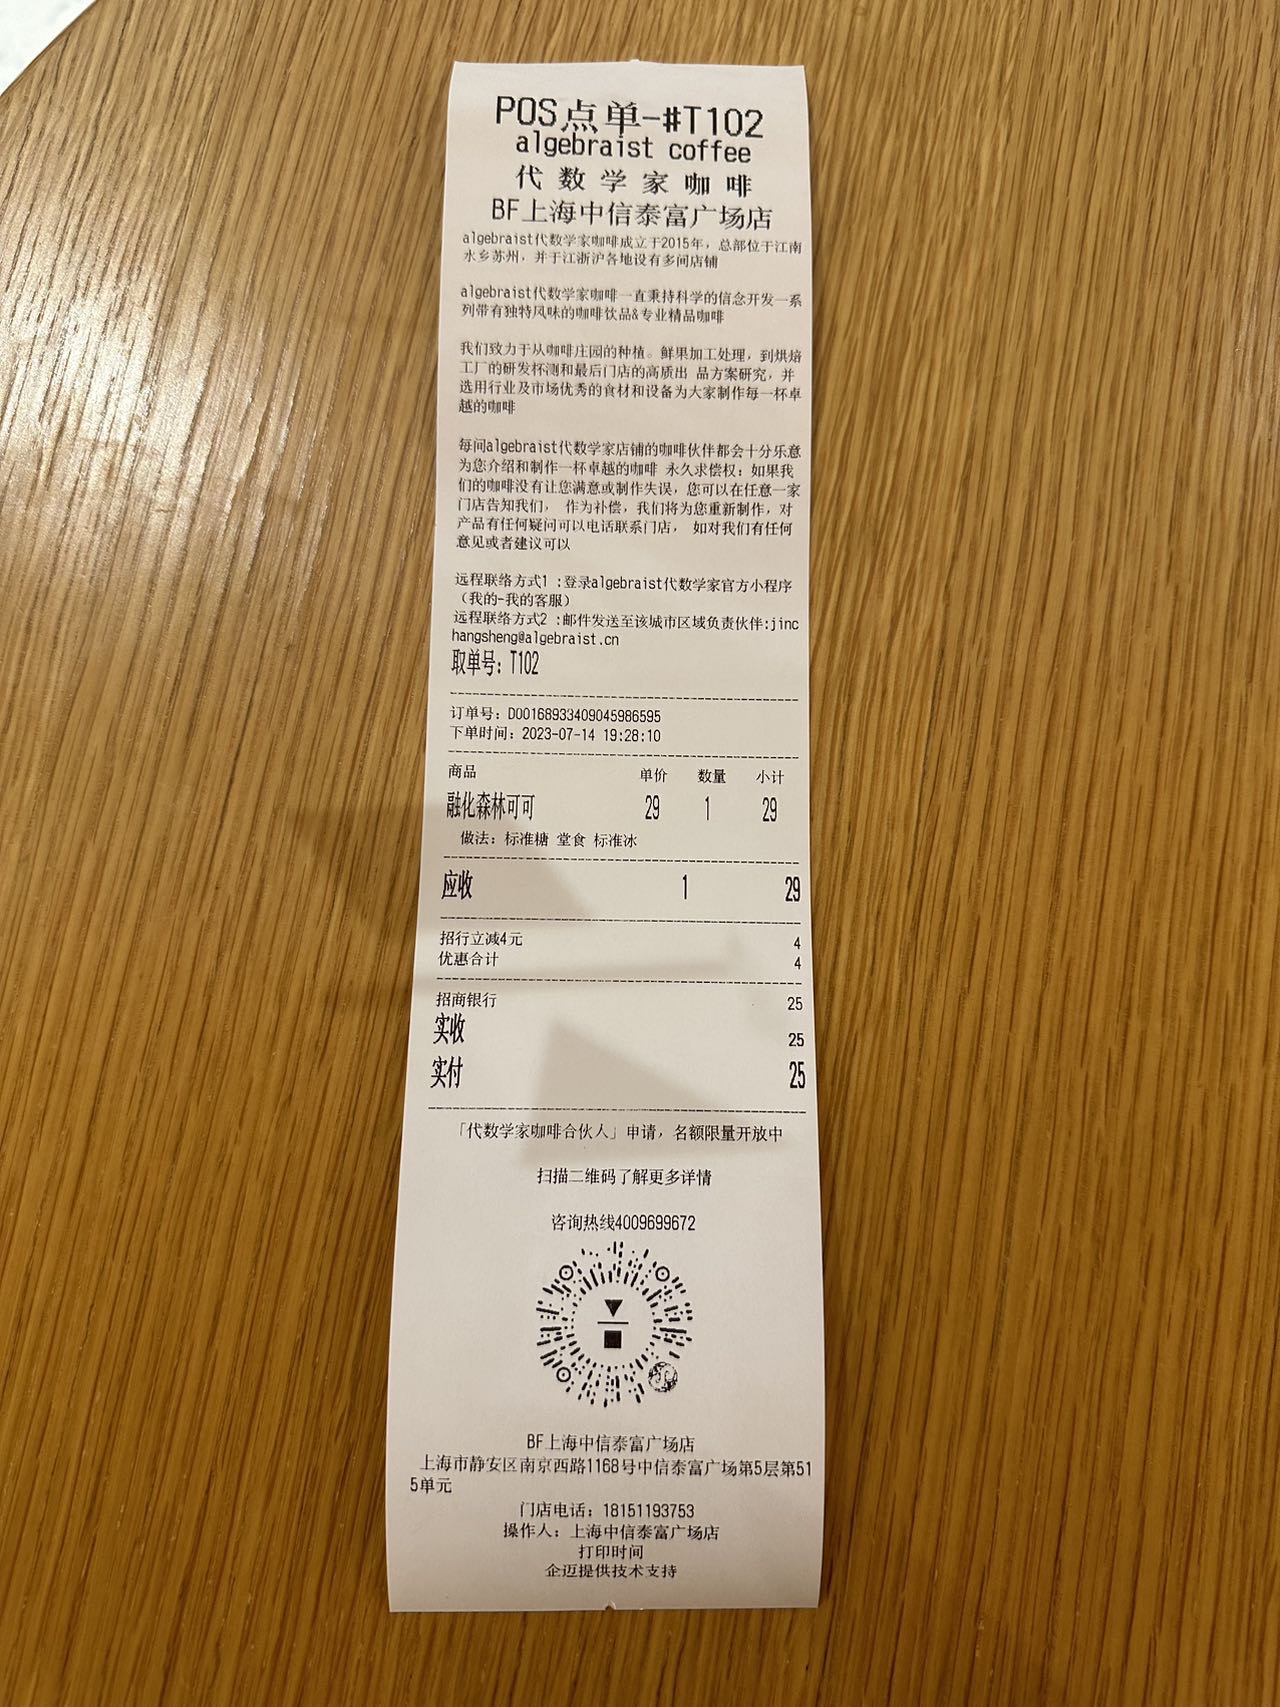 POS点单-#T102
algebraist coffee
代数学家咖啡
BF上海中信泰富广场店
algebraist代数学家咖啡成立于2015年，总部位于江南
水乡苏州，并于江浙沪各地设有多间店铺
algebraist代数学家咖啡一直秉持科学的信念开发一系
列带有独特风味的咖啡饮品&专业精品咖啡
我们致力于从咖啡庄园的种植。鲜果加工处理，到烘焙
工厂的研发杯测和最后门店的高质出 品方案研究，并
选用行业及市场优秀的食材和设备为大家制作每一杯卓
越的咖啡
每间algebraist代数学家店铺的咖啡伙伴都会十分乐意
为您介绍和制作一杯卓越的咖啡 永久求偿权：如果我
们的咖啡没有让您满意或制作失误，您可以在任意一家
门店告知我们， 作为补偿，我们将为您重新制作，对
产品有任何疑问可以电话联系门店， 如对我们有任何
意见或者建议可以
远程联络方式1 :登录algebraist代数学家官方小程序
（我的-我的客服）
远程联络方式2 :邮件发送至该城市区域负责伙伴:jinc
hangsheng@algebraist.cn
取单号：T102
订单号：D00168933409045986595
下单时间：2023-07-14 19:28:10
商品 单价 数量 小计
融化森林可可 29 1 29
做法：标准糖 堂食 标准冰
应收 1 29
招行立减4元 4
优惠合计 4
招商银行 25
实收 25
实付 25
「代数学家咖啡合伙人」申请，名额限量开放中
扫描二维码了解更多详情
咨询热线4009699672
BF上海中信泰富广场店
上海市静安区南京西路1168号中信泰富广场第5层第51
5单元
门店电话：18151193753
操作人：上海中信泰富广场店
打印时间
企迈提供技术支持